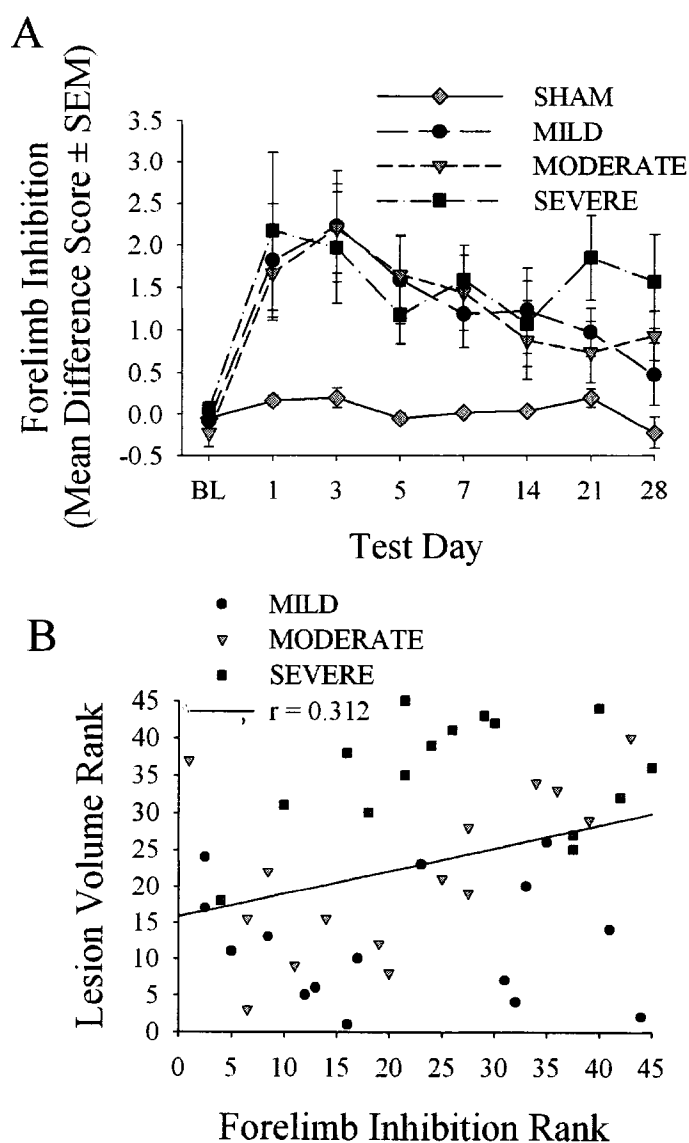 A
Forelimb Inhibition
(Mean Difference Score ± SEM)
SHAM
MILD
MODERATE
SEVERE
3.5
3.0
2.5
2.0
1.5
1.0
0.5
0.0
-0.5
BL 1 3 5 7 14 21 28
Test Day
B
MILD
MODERATE
SEVERE
r = 0.312
Lesion Volume Rank
45
40
35
30
25
20
15
10
5
0
0 5 10 15 20 25 30 35 40 45
Forelimb Inhibition Rank